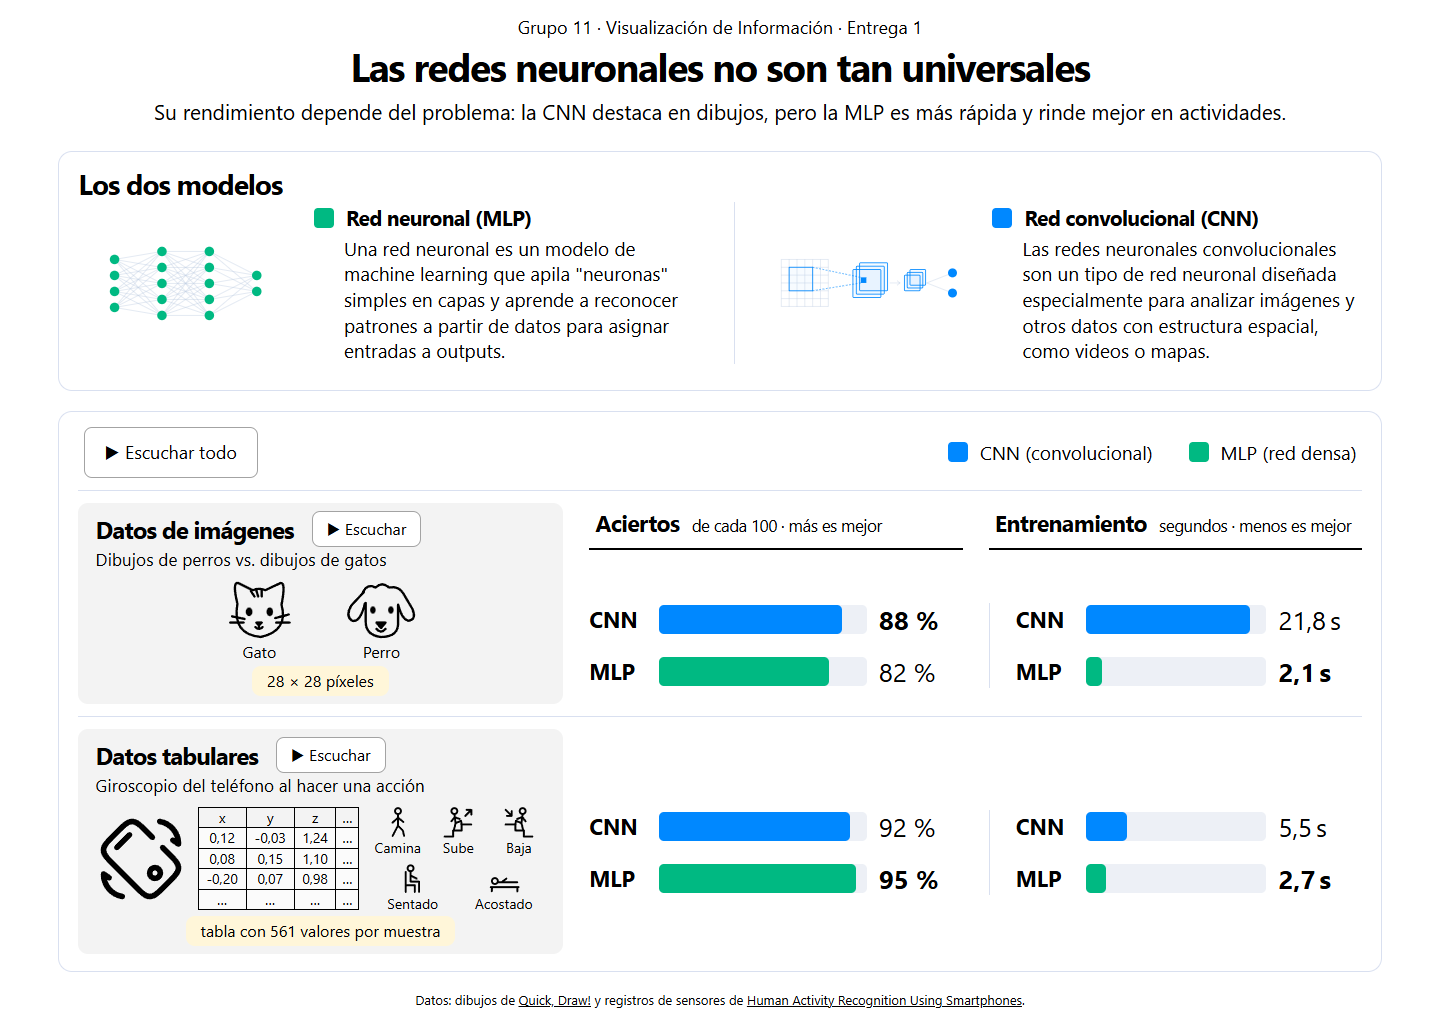 Grupo 11 · Visualización de Información · Entrega 1
Las redes neuronales no son tan universales
Su rendimiento depende del problema: la CNN destaca en dibujos, pero la MLP es más rápida y rinde mejor en actividades.
Los dos modelos
Red neuronal (MLP)
Una red neuronal es un modelo de
machine learning que apila "neuronas"
simples en capas y aprende a reconocer
patrones a partir de datos para asignar
entradas a outputs.
Red convolucional (CNN)
Las redes neuronales convolucionales
son un tipo de red neuronal diseñada
especialmente para analizar imágenes y
otros datos con estructura espacial,
como videos o mapas.
▶ Escuchar todo
CNN (convolucional) MLP (red densa)
Datos de imágenes ▶ Escuchar
Dibujos de perros vs. dibujos de gatos
Gato Perro
28 × 28 píxeles
Aciertos de cada 100 · más es mejor
CNN 88 %
MLP 82 %
Entrenamiento segundos · menos es mejor
CNN 21,8 s
MLP 2,1 s
Datos tabulares ▶ Escuchar
Giroscopio del teléfono al hacer una acción
x y z ...
0,12 -0,03 1,24 ...
0,08 0,15 1,10 ...
-0,20 0,07 0,98 ...
... ... ... ...
Camina Sube Baja
Sentado Acostado
tabla con 561 valores por muestra
CNN 92 %
MLP 95 %
CNN 5,5 s
MLP 2,7 s
Datos: dibujos de Quick, Draw! y registros de sensores de Human Activity Recognition Using Smartphones.